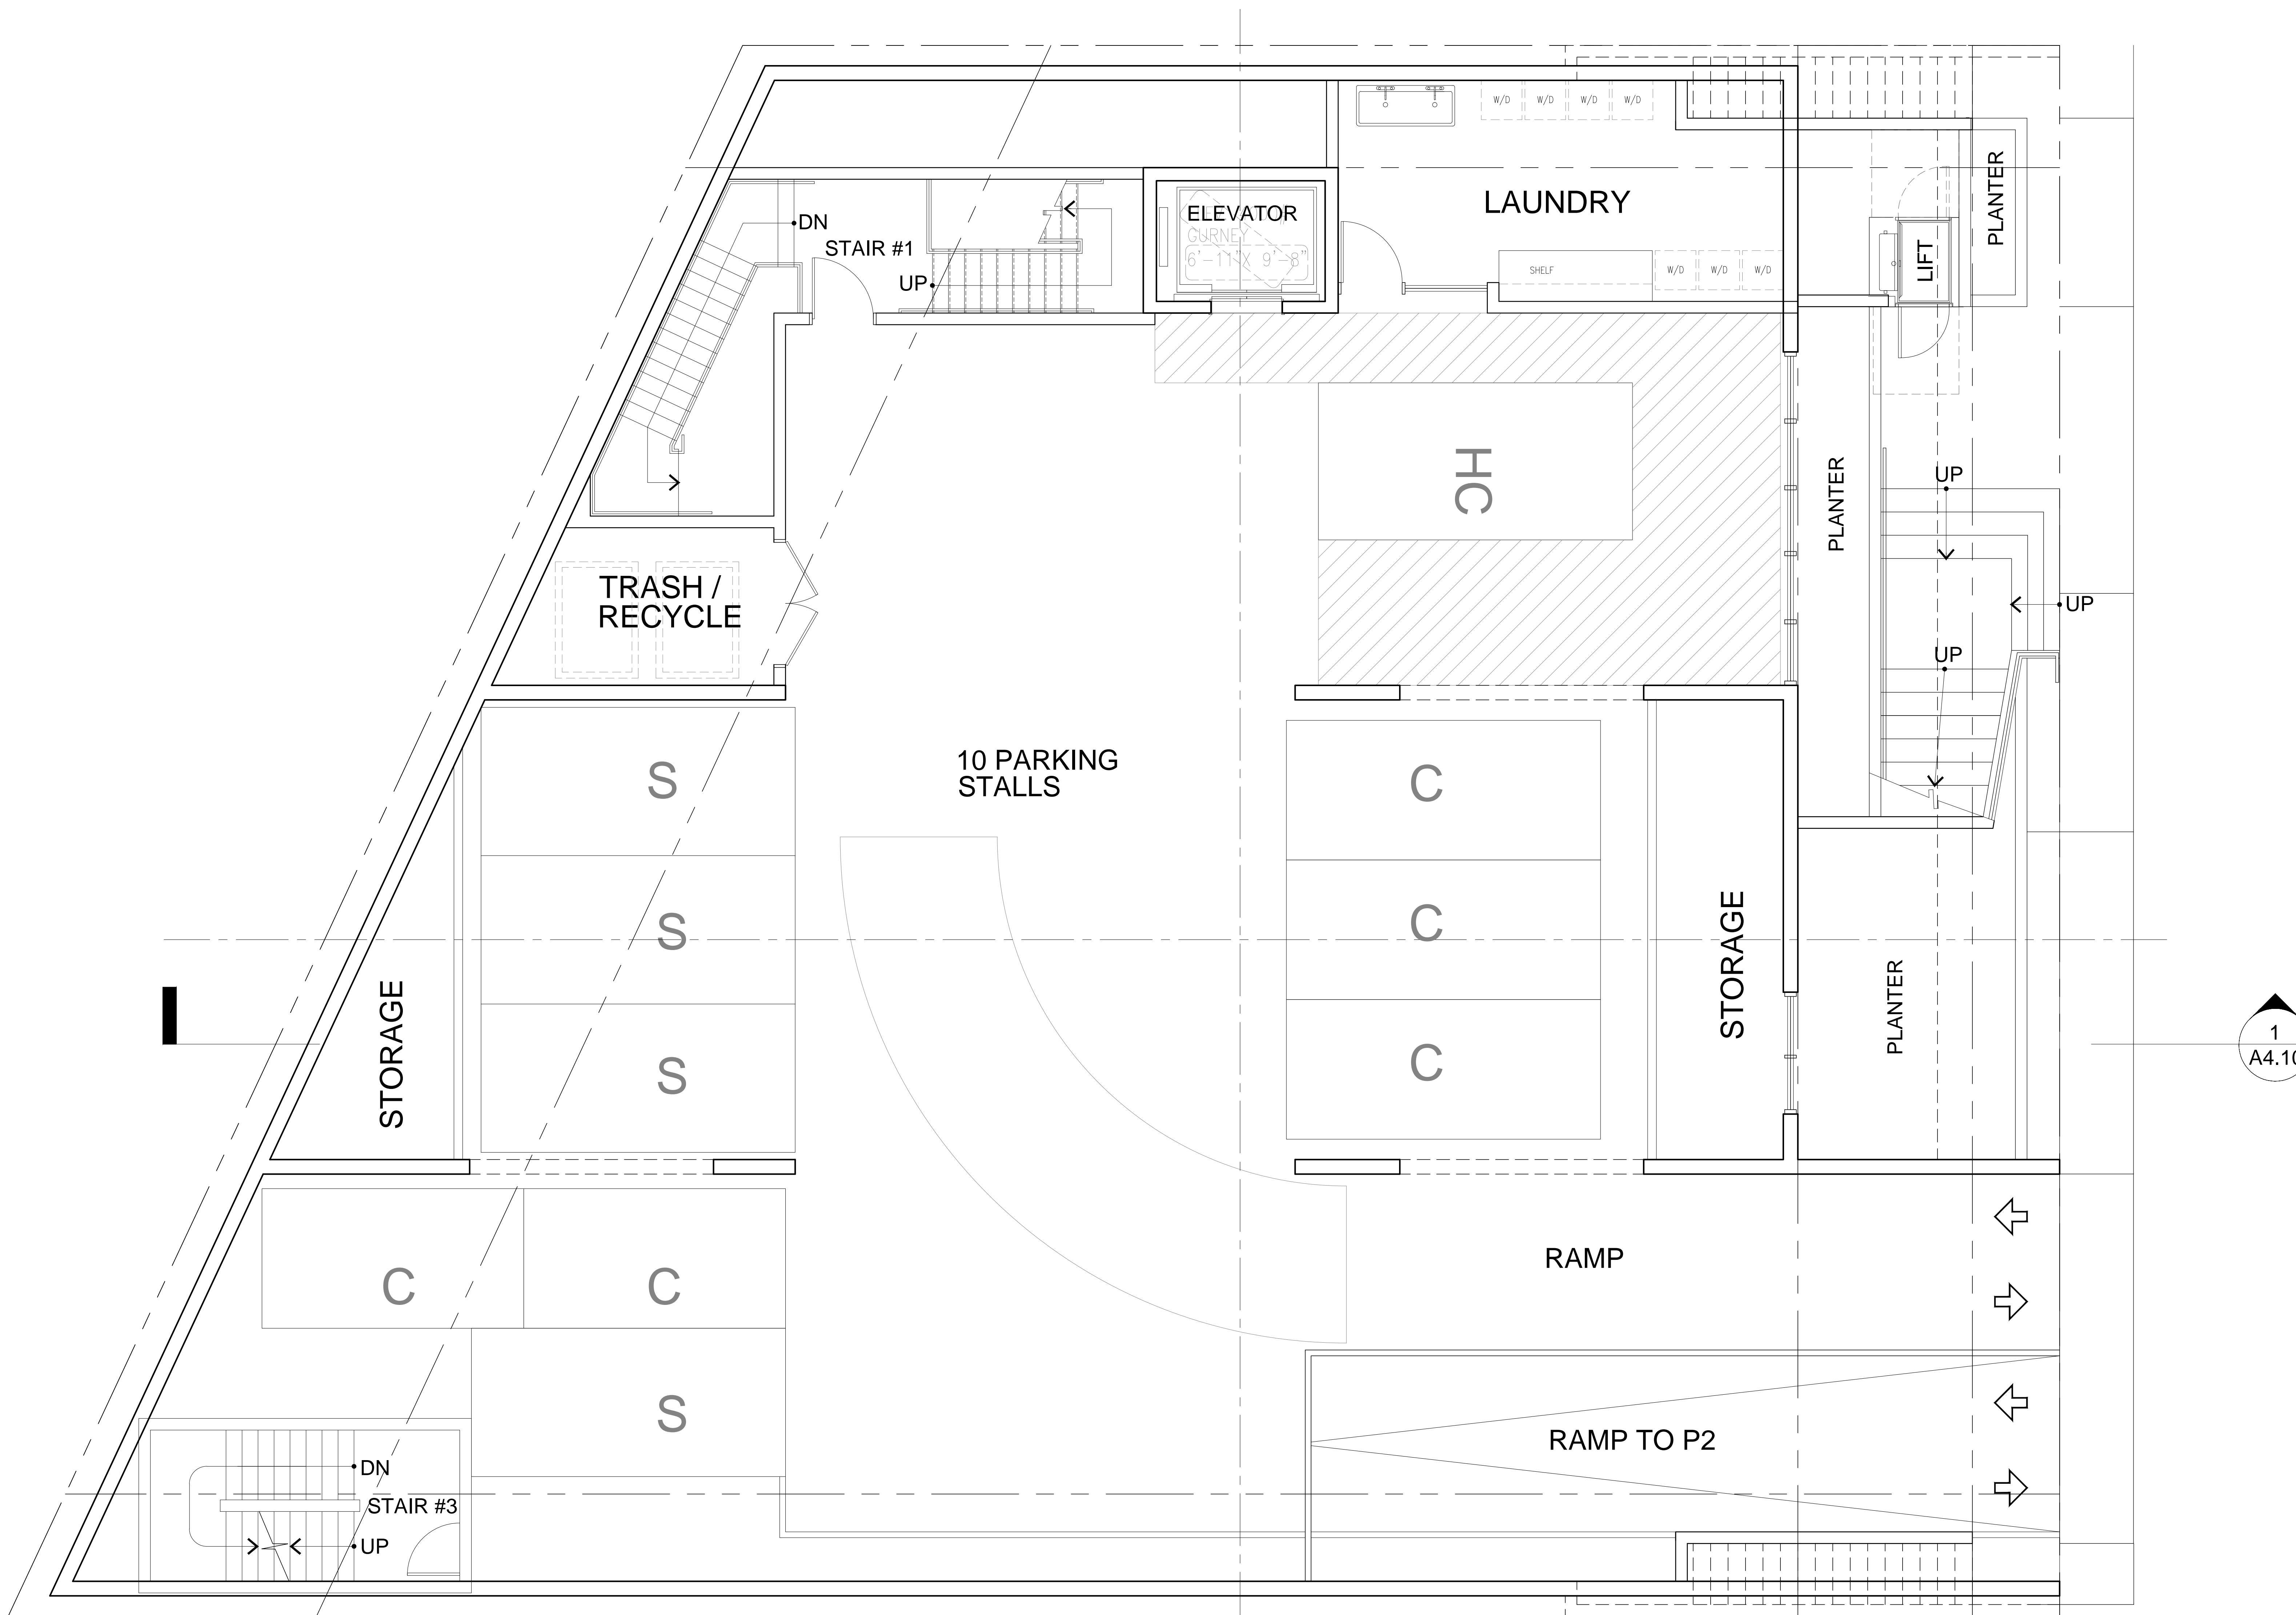 W/D
W/D
W/D
W/D
PLANTER
LAUNDRY
ELEVATOR
GURNEY
6'-11"X 9'-8"
DN
STAIR #1
UP
LIFT
SHELF
W/D
W/D
W/D
HC
PLANTER
UP
TRASH /
RECYCLE
UP
UP
S
10 PARKING
STALLS
C
S
C
STORAGE
STORAGE
PLANTER
S
C
1
A4.10
C
C
RAMP
S
RAMP TO P2
DN
STAIR #3
UP